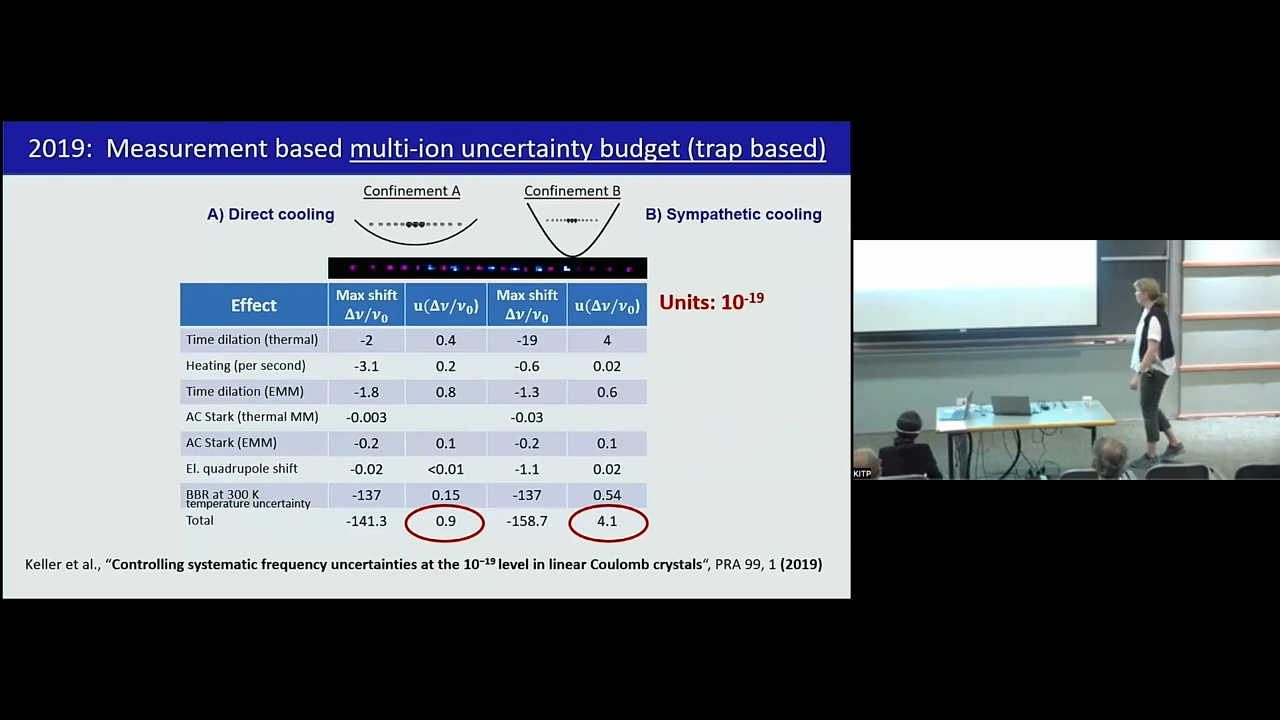 2019: Measurement based multi-ion uncertainty budget (trap based)
Confinement A
Confinement B
A) Direct cooling
B) Sympathetic cooling
Units: 10⁻¹⁹
Effect Max shift Δν/ν₀ u(Δν/ν₀) Max shift Δν/ν₀ u(Δν/ν₀)
Time dilation (thermal) -2 0.4 -19 4
Heating (per second) -3.1 0.2 -0.6 0.02
Time dilation (EMM) -1.8 0.8 -1.3 0.6
AC Stark (thermal MM) -0.003 -0.03
AC Stark (EMM) -0.2 0.1 -0.2 0.1
El. quadrupole shift -0.02 <0.01 -1.1 0.02
BBR at 300 K -137 0.15 -137 0.54
temperature uncertainty
Total -141.3 0.9 -158.7 4.1
Keller et al., “Controlling systematic frequency uncertainties at the 10⁻¹⁹ level in linear Coulomb crystals“, PRA 99, 1 (2019)
KITP